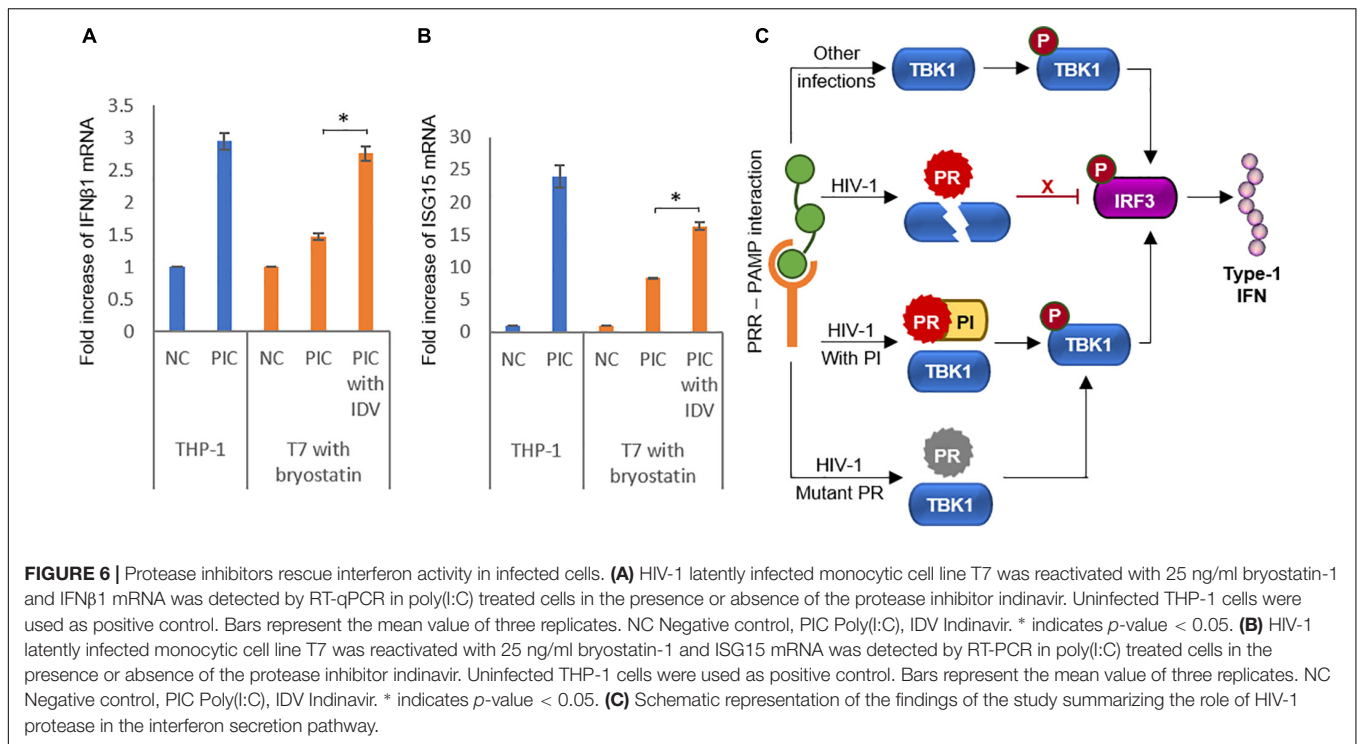 A
Fold increase of IFNβ1 mRNA
3.5
3
2.5
2
1.5
1
0.5
0
*
NC
PIC
NC
PIC
PIC
with
IDV
THP-1
T7 with
bryostatin
B
Fold increase of ISG15 mRNA
30
25
20
15
10
5
0
*
NC
PIC
NC
PIC
PIC
with
IDV
THP-1
T7 with
bryostatin
C
PRR – PAMP interaction
Other
infections
TBK1
P
TBK1
HIV-1
PR
X
P
IRF3
Type-1
IFN
HIV-1
With PI
PR
PI
TBK1
P
TBK1
HIV-1
Mutant PR
PR
TBK1
FIGURE 6 | Protease inhibitors rescue interferon activity in infected cells. (A) HIV-1 latently infected monocytic cell line T7 was reactivated with 25 ng/ml bryostatin-1
and IFNβ1 mRNA was detected by RT-qPCR in poly(I:C) treated cells in the presence or absence of the protease inhibitor indinavir. Uninfected THP-1 cells were
used as positive control. Bars represent the mean value of three replicates. NC Negative control, PIC Poly(I:C), IDV Indinavir. * indicates p-value < 0.05. (B) HIV-1
latently infected monocytic cell line T7 was reactivated with 25 ng/ml bryostatin-1 and ISG15 mRNA was detected by RT-PCR in poly(I:C) treated cells in the
presence or absence of the protease inhibitor indinavir. Uninfected THP-1 cells were used as positive control. Bars represent the mean value of three replicates. NC
Negative control, PIC Poly(I:C), IDV Indinavir. * indicates p-value < 0.05. (C) Schematic representation of the findings of the study summarizing the role of HIV-1
protease in the interferon secretion pathway.